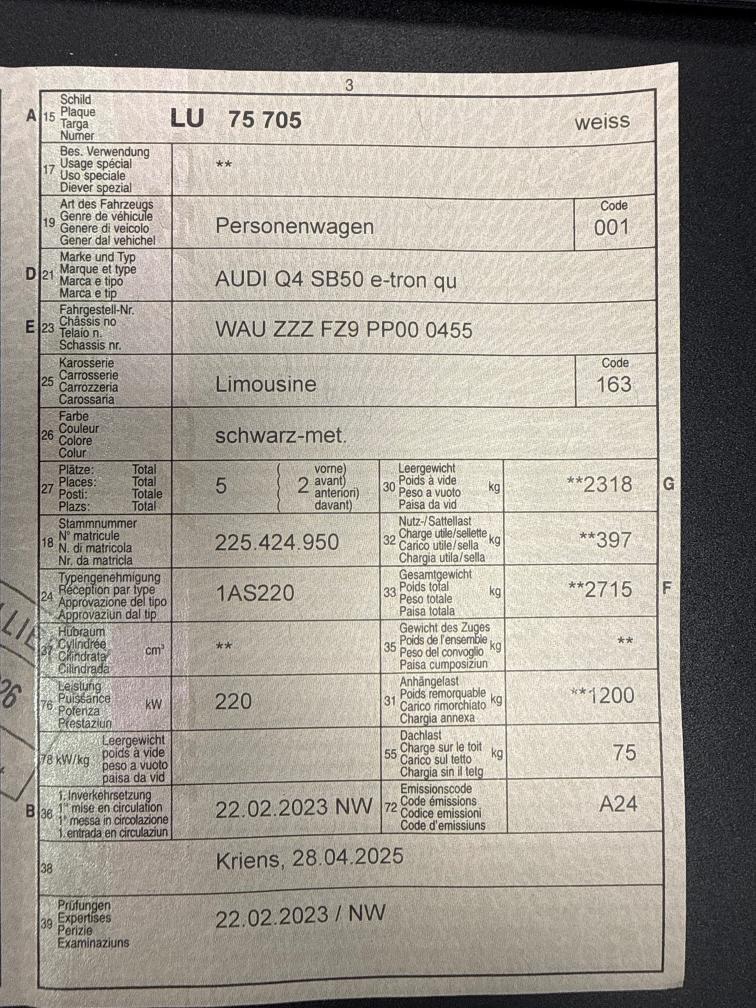 3
A 15 Schild Plaque Targa Numer LU 75 705 weiss
17 Bes. Verwendung Usage spécial Uso speciale Diever spezial **
19 Art des Fahrzeugs Genre de véhicule Genere di veicolo Gener dal vehichel Personenwagen Code 001
D 21 Marke und Typ Marque et type Marca e tipo Marca e tip AUDI Q4 SB50 e-tron qu
E 23 Fahrgestell-Nr. Châssis no Telaio n. Schassis nr. WAU ZZZ FZ9 PP00 0455
25 Karosserie Carrosserie Carrozzeria Carossaria Limousine Code 163
26 Farbe Couleur Colore Colur schwarz-met.
27 Plätze: Total Places: Total Posti: Totale Plazs: Total 5 ( 2 vorne) avant) anteriori) davant) 30 Leergewicht Poids à vide Peso a vuoto Paisa da vid kg **2318 G
18 Stammnummer N° matricule N. di matricola Nr. da matricla 225.424.950 32 Nutz-/Sattellast Charge utile/sellette Carico utile/sella Chargia utila/sella kg **397
24 Typengenehmigung Réception par type Approvazione del tipo Approvaziun dal tip 1AS220 33 Gesamtgewicht Poids total Peso totale Paisa totala kg **2715 F
37 Hubraum Cylindrée Cilindrata Cilindrada cm³ ** 35 Gewicht des Zuges Poids de l'ensemble Peso del convoglio Paisa cumposiziun kg **
76 Leistung Puissance Potenza Prestaziun kW 220 31 Anhängelast Poids remorquable Carico rimorchiato Chargia annexa kg **1200
78 kW/kg Leergewicht poids à vide peso a vuoto paisa da vid 55 Dachlast Charge sur le toit Carico sul tetto Chargia sin il tetg kg 75
B 36 1. Inverkehrsetzung 1re mise en circulation 1a messa in circolazione 1. entrada en circulaziun 22.02.2023 NW 72 Emissionscode Code émissions Codice emissioni Code d'emissiuns A24
38 Kriens, 28.04.2025
39 Prüfungen Expertises Perizie Examinaziuns 22.02.2023 / NW